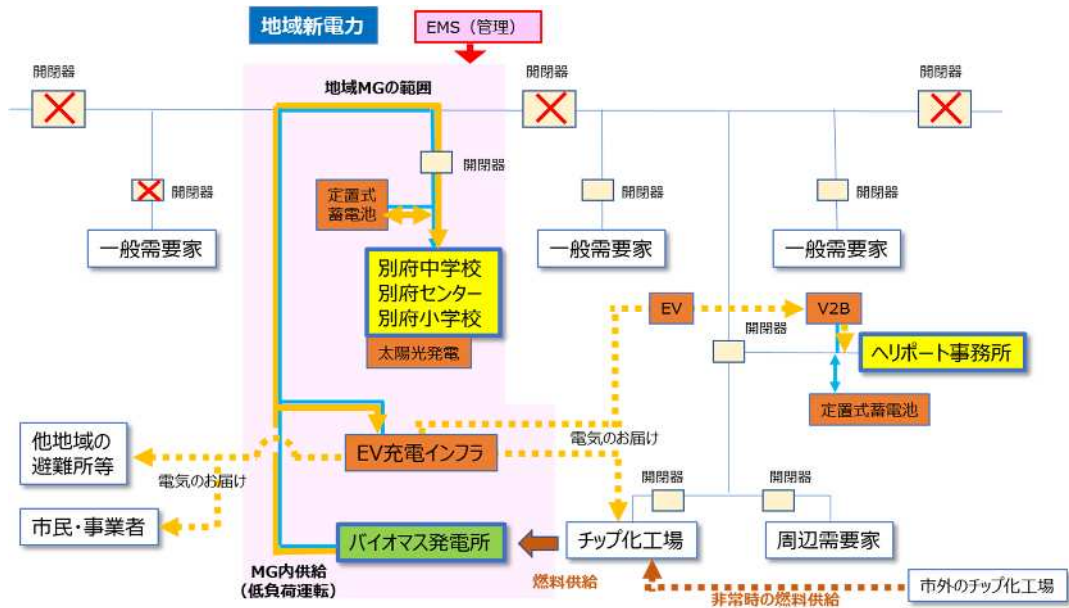 地域新電力
EMS（管理）
開閉器
開閉器
開閉器
地域MGの範囲
開閉器
定置式
蓄電池
開閉器
開閉器
開閉器
一般需要家
一般需要家
一般需要家
別府中学校
別府センター
別府小学校
太陽光発電
EV
V2B
開閉器
ヘリポート事務所
定置式蓄電池
他地域の
避難所等
電気のお届け
EV充電インフラ
電気のお届け
市民・事業者
開閉器
開閉器
バイオマス発電所
チップ化工場
周辺需要家
MG内供給
（低負荷運転）
燃料供給
非常時の燃料供給
市外のチップ化工場